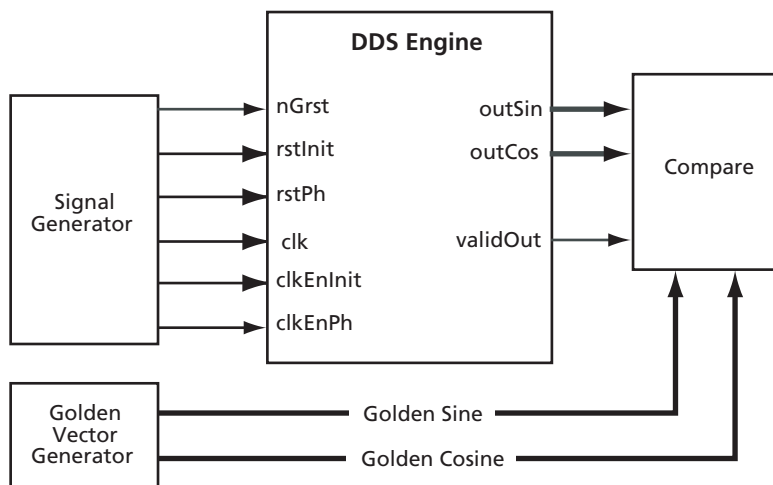 DDS Engine
Signal
Generator
nGrst
rstInit
rstPh
clk
clkEnInit
clkEnPh
outSin
outCos
validOut
Compare
Golden
Vector
Generator
Golden Sine
Golden Cosine